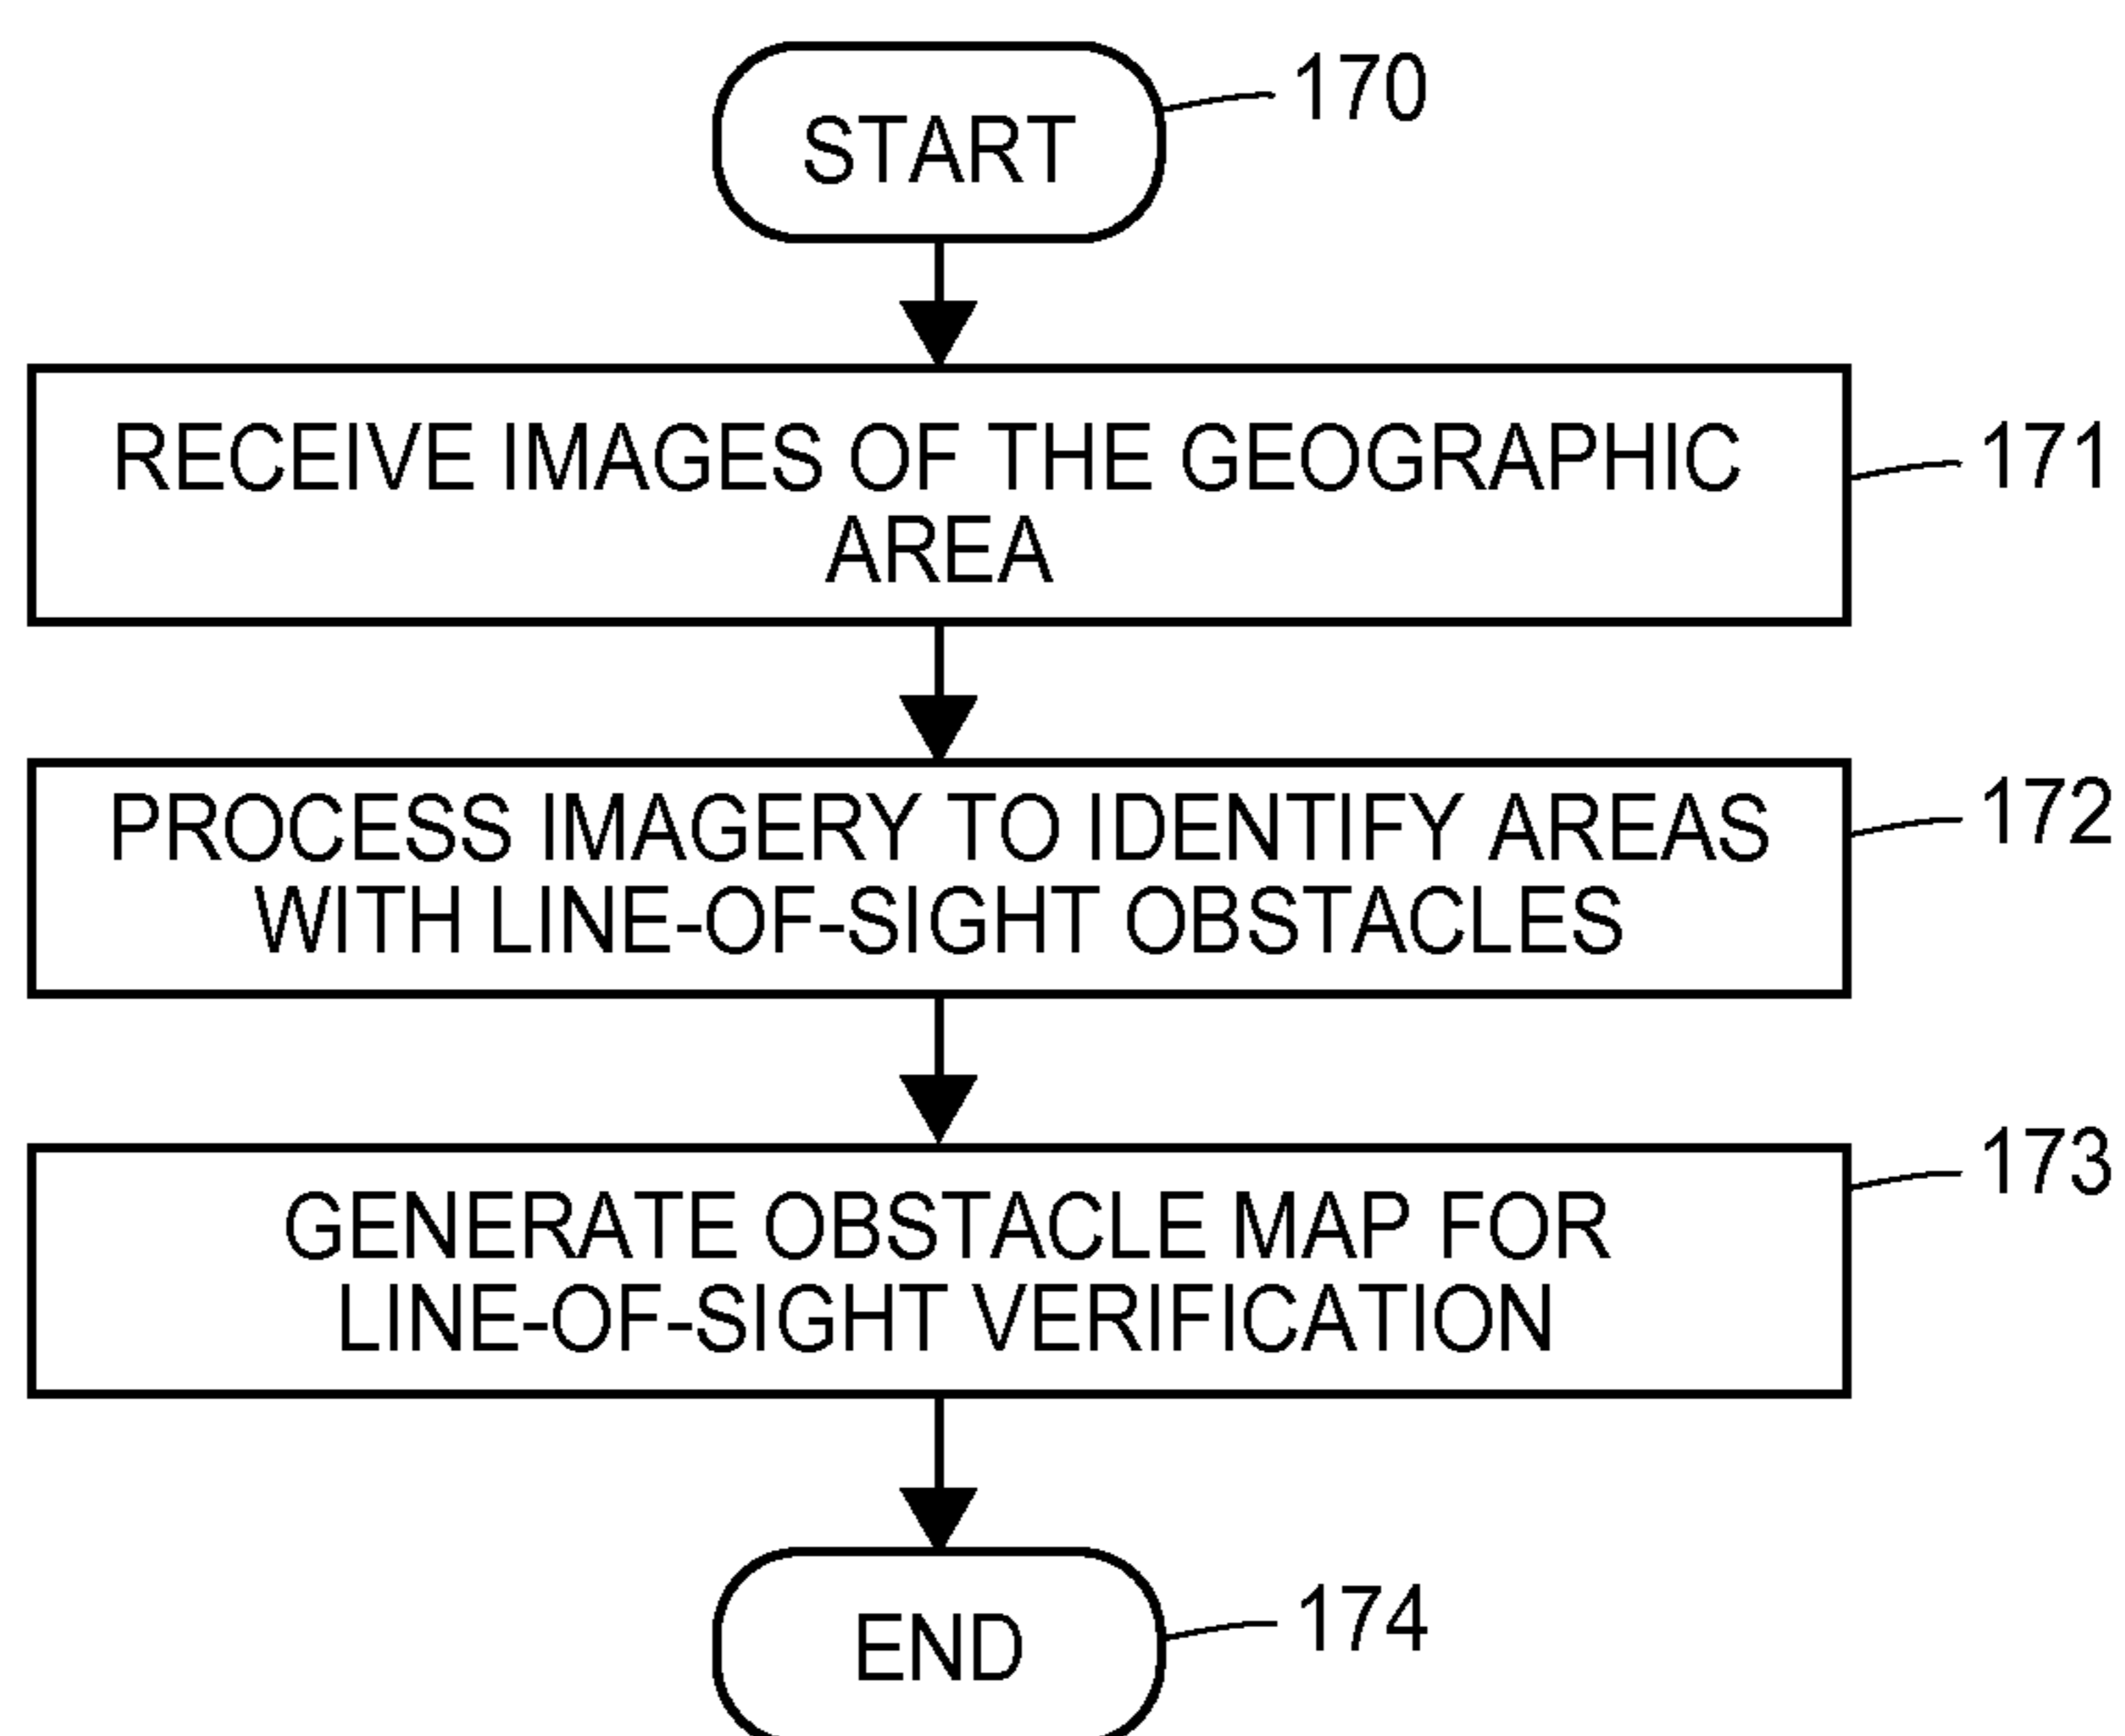 START
170
RECEIVE IMAGES OF THE GEOGRAPHIC
AREA
171
PROCESS IMAGERY TO IDENTIFY AREAS
WITH LINE-OF-SIGHT OBSTACLES
172
GENERATE OBSTACLE MAP FOR
LINE-OF-SIGHT VERIFICATION
173
END
174